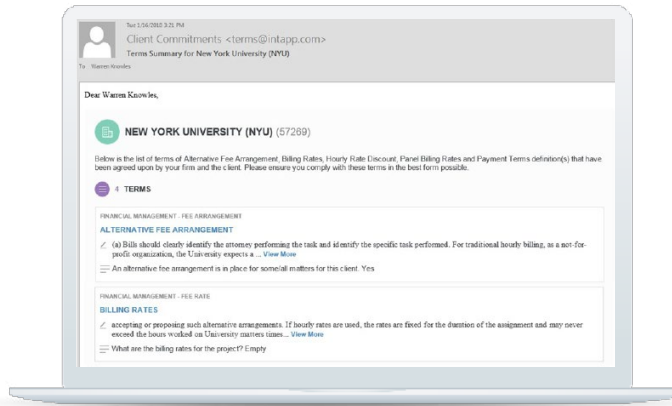 Tue 1/16/2018 3:21 PM
Client Commitments <terms@intapp.com>
Terms Summary for New York University (NYU)
To Warren Knowles
Dear Warren Knowles,
NEW YORK UNIVERSITY (NYU) (57269)
Below is the list of terms of Alternative Fee Arrangement, Billing Rates, Hourly Rate Discount, Panel Billing Rates and Payment Terms definition(s) that have
been agreed upon by your firm and the client. Please ensure you comply with these terms in the best form possible.
4 TERMS
FINANCIAL MANAGEMENT - FEE ARRANGEMENT
ALTERNATIVE FEE ARRANGEMENT
(a) Bills should clearly identify the attorney performing the task and identify the specific task performed. For traditional hourly billing, as a not-for-
profit organization, the University expects a ... View More
An alternative fee arrangement is in place for some/all matters for this client. Yes
FINANCIAL MANAGEMENT - FEE RATE
BILLING RATES
accepting or proposing such alternative arrangements. If hourly rates are used, the rates are fixed for the duration of the assignment and may never
exceed the hours worked on University matters times... View More
What are the billing rates for the project? Empty